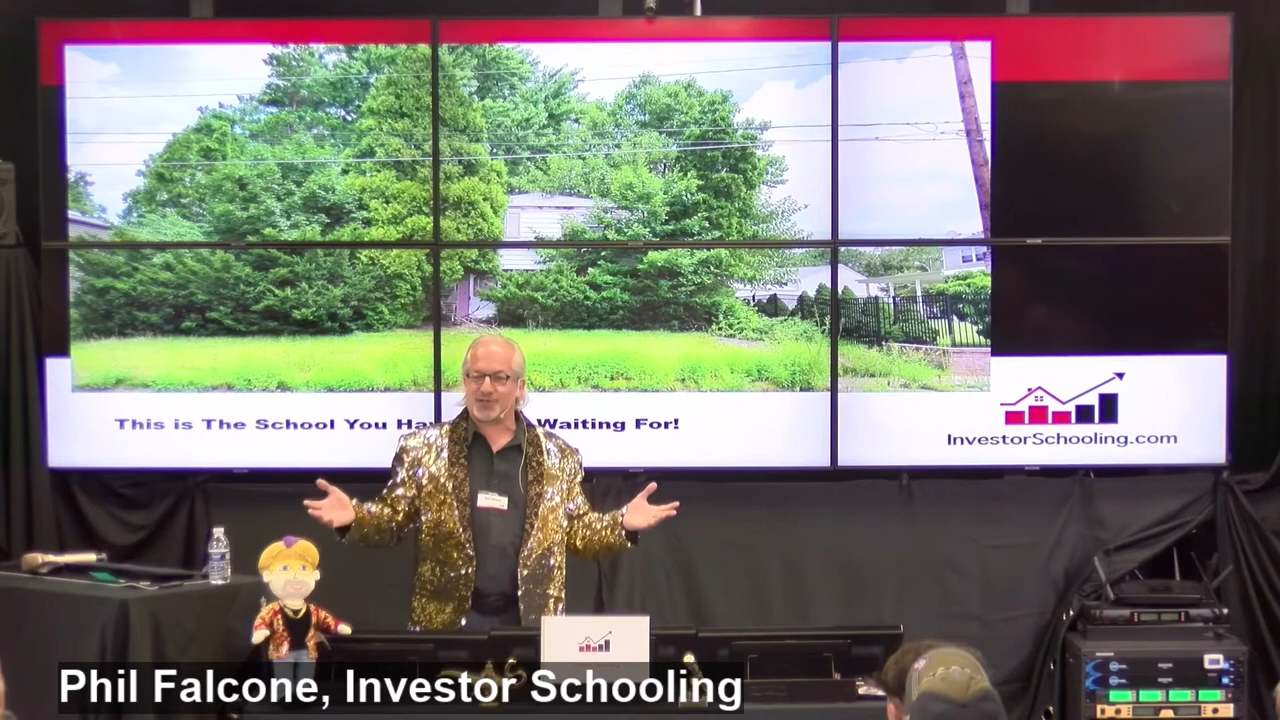 This is The School You Ha
Waiting For!
InvestorSchooling.com
Phil Falcone, Investor Schooling